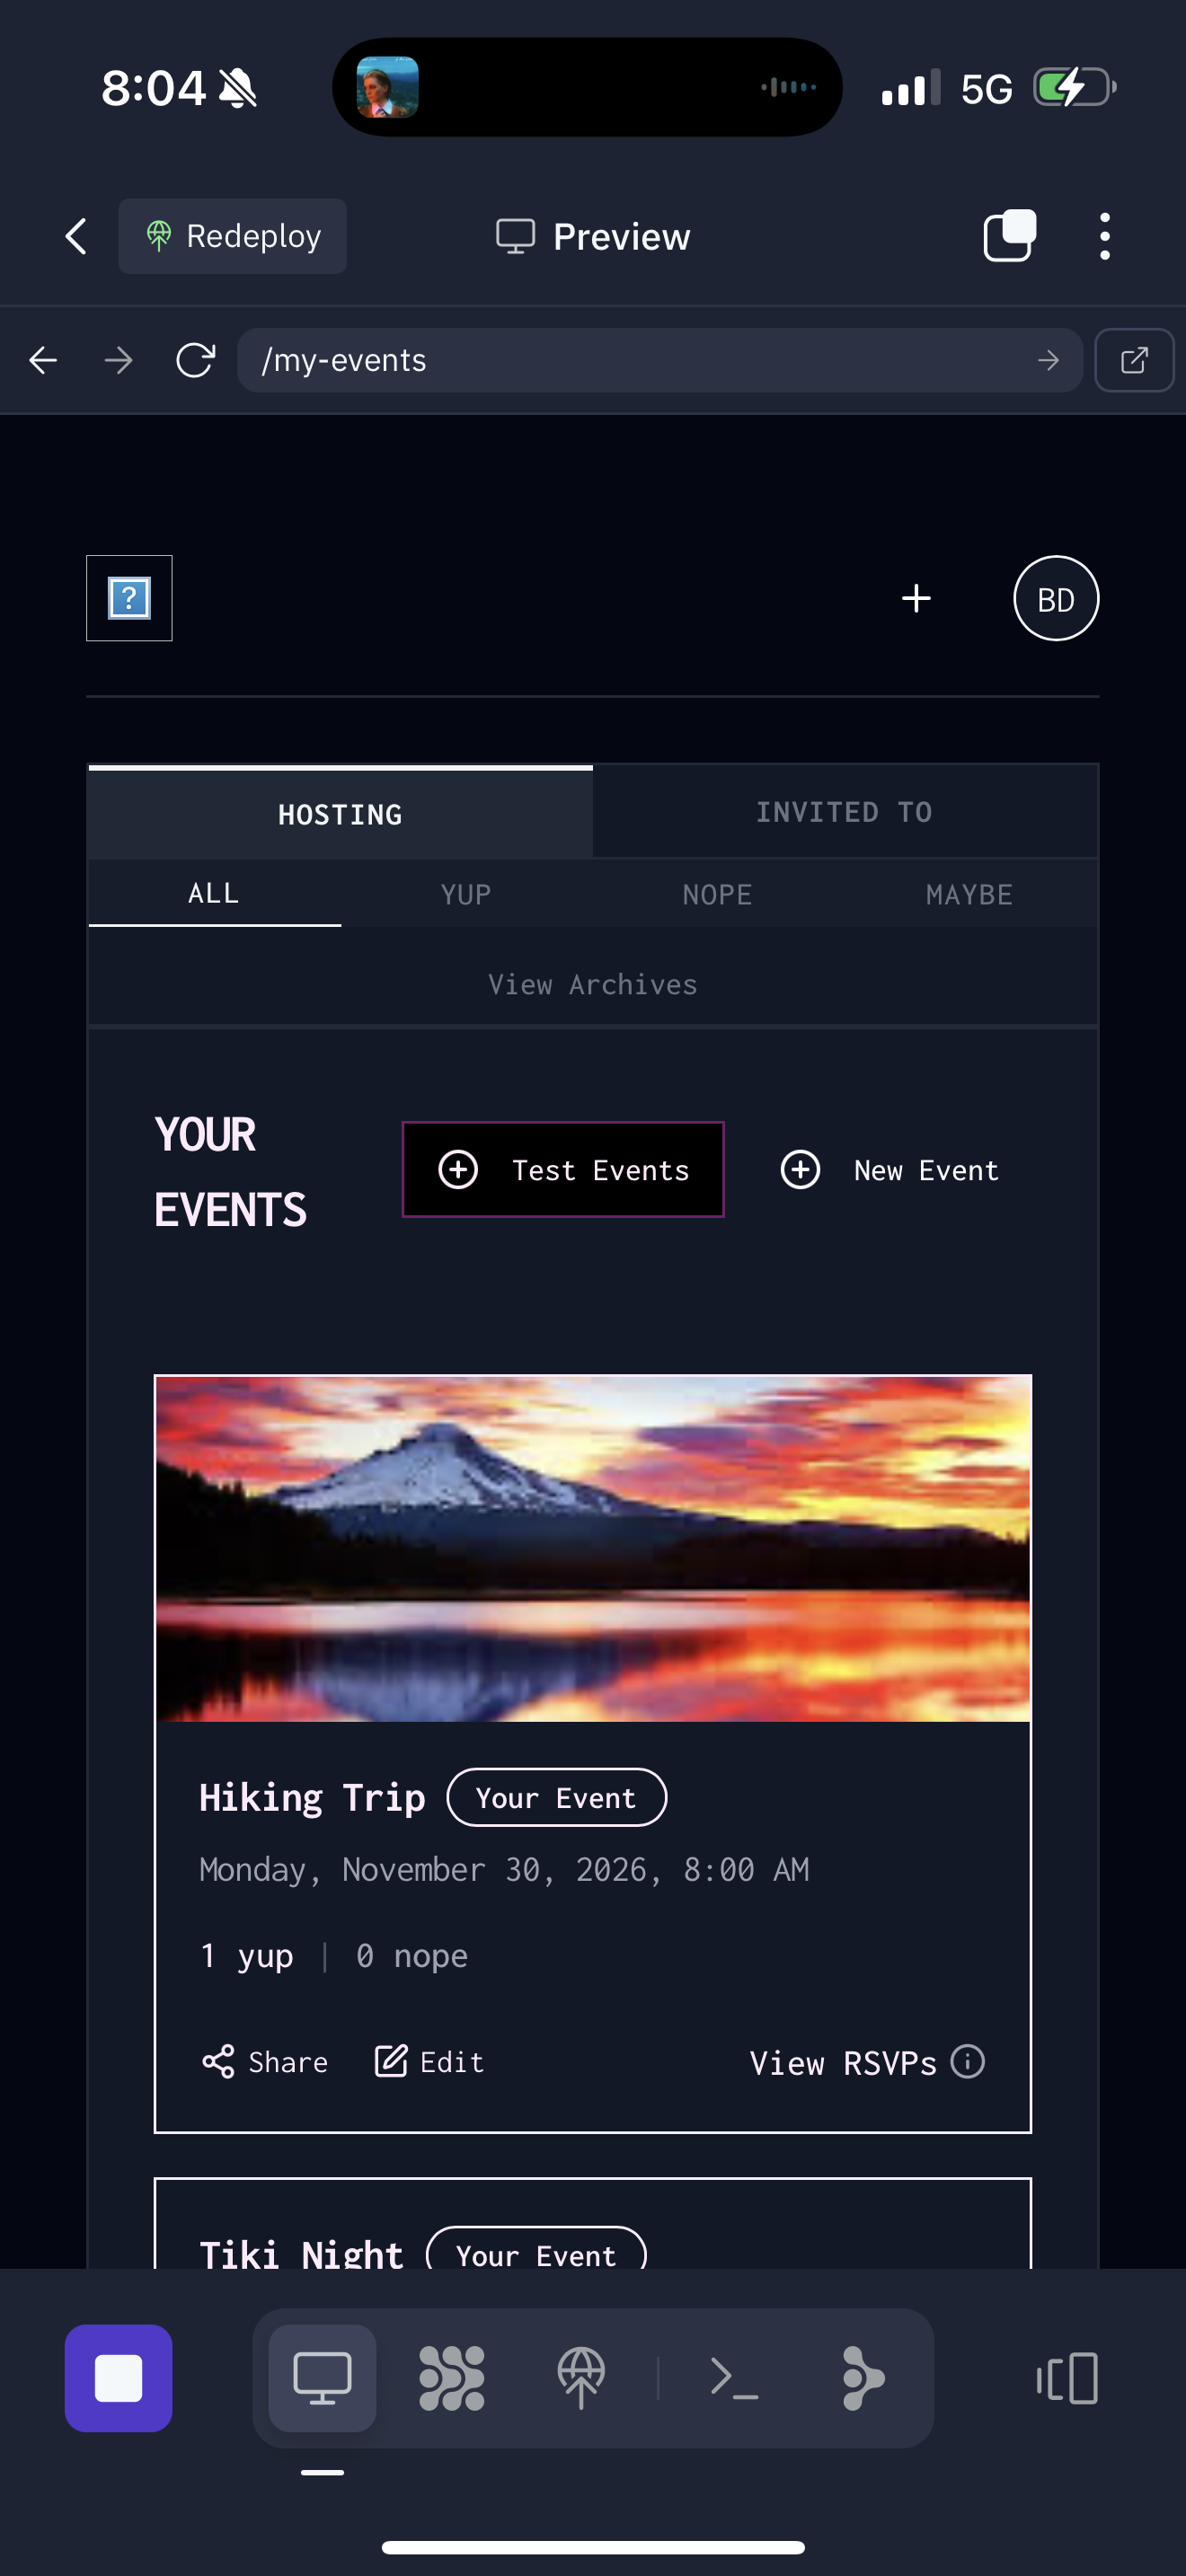 8:04
5G
Redeploy
Preview
/my-events
?
BD
HOSTING
INVITED TO
ALL
YUP
NOPE
MAYBE
View Archives
YOUR
EVENTS
Test Events
New Event
Hiking Trip
Your Event
Monday, November 30, 2026, 8:00 AM
1 yup | 0 nope
Share
Edit
View RSVPs
Tiki Night
Your Event